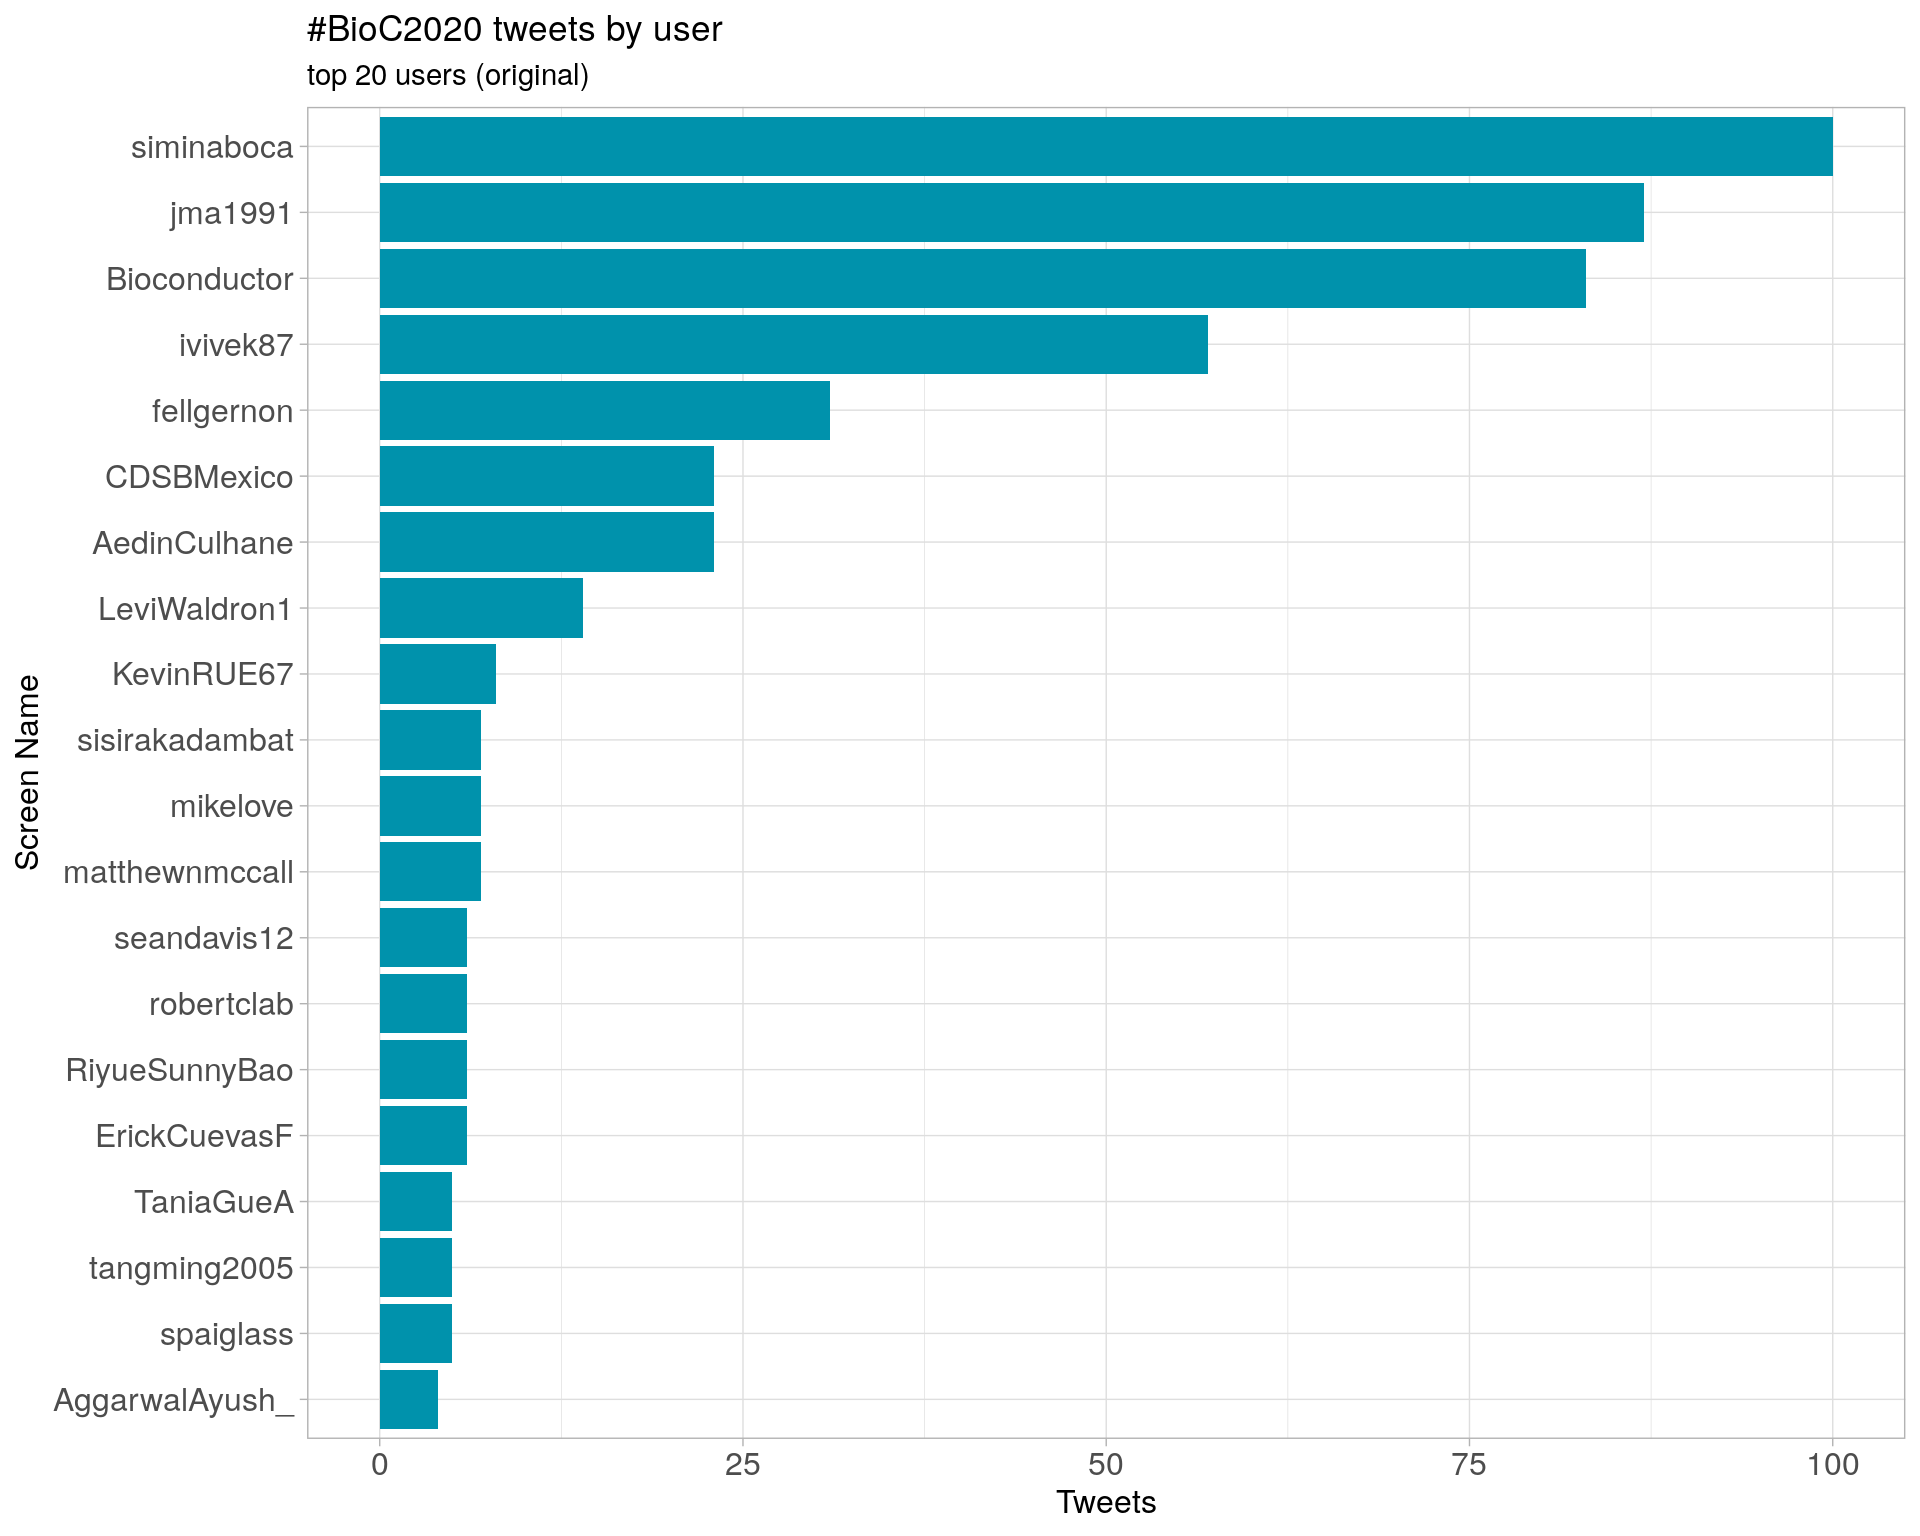 #BioC2020 tweets by user
top 20 users (original)
siminaboca
jma1991
Bioconductor
ivivek87
fellgernon
CDSBMexico
AedinCulhane
LeviWaldron1
KevinRUE67
sisirakadambat
mikelove
matthewnmccall
seandavis12
robertclab
RiyueSunnyBao
ErickCuevasF
TaniaGueA
tangming2005
spaiglass
AggarwalAyush_
Screen Name
0 25 50 75 100
Tweets